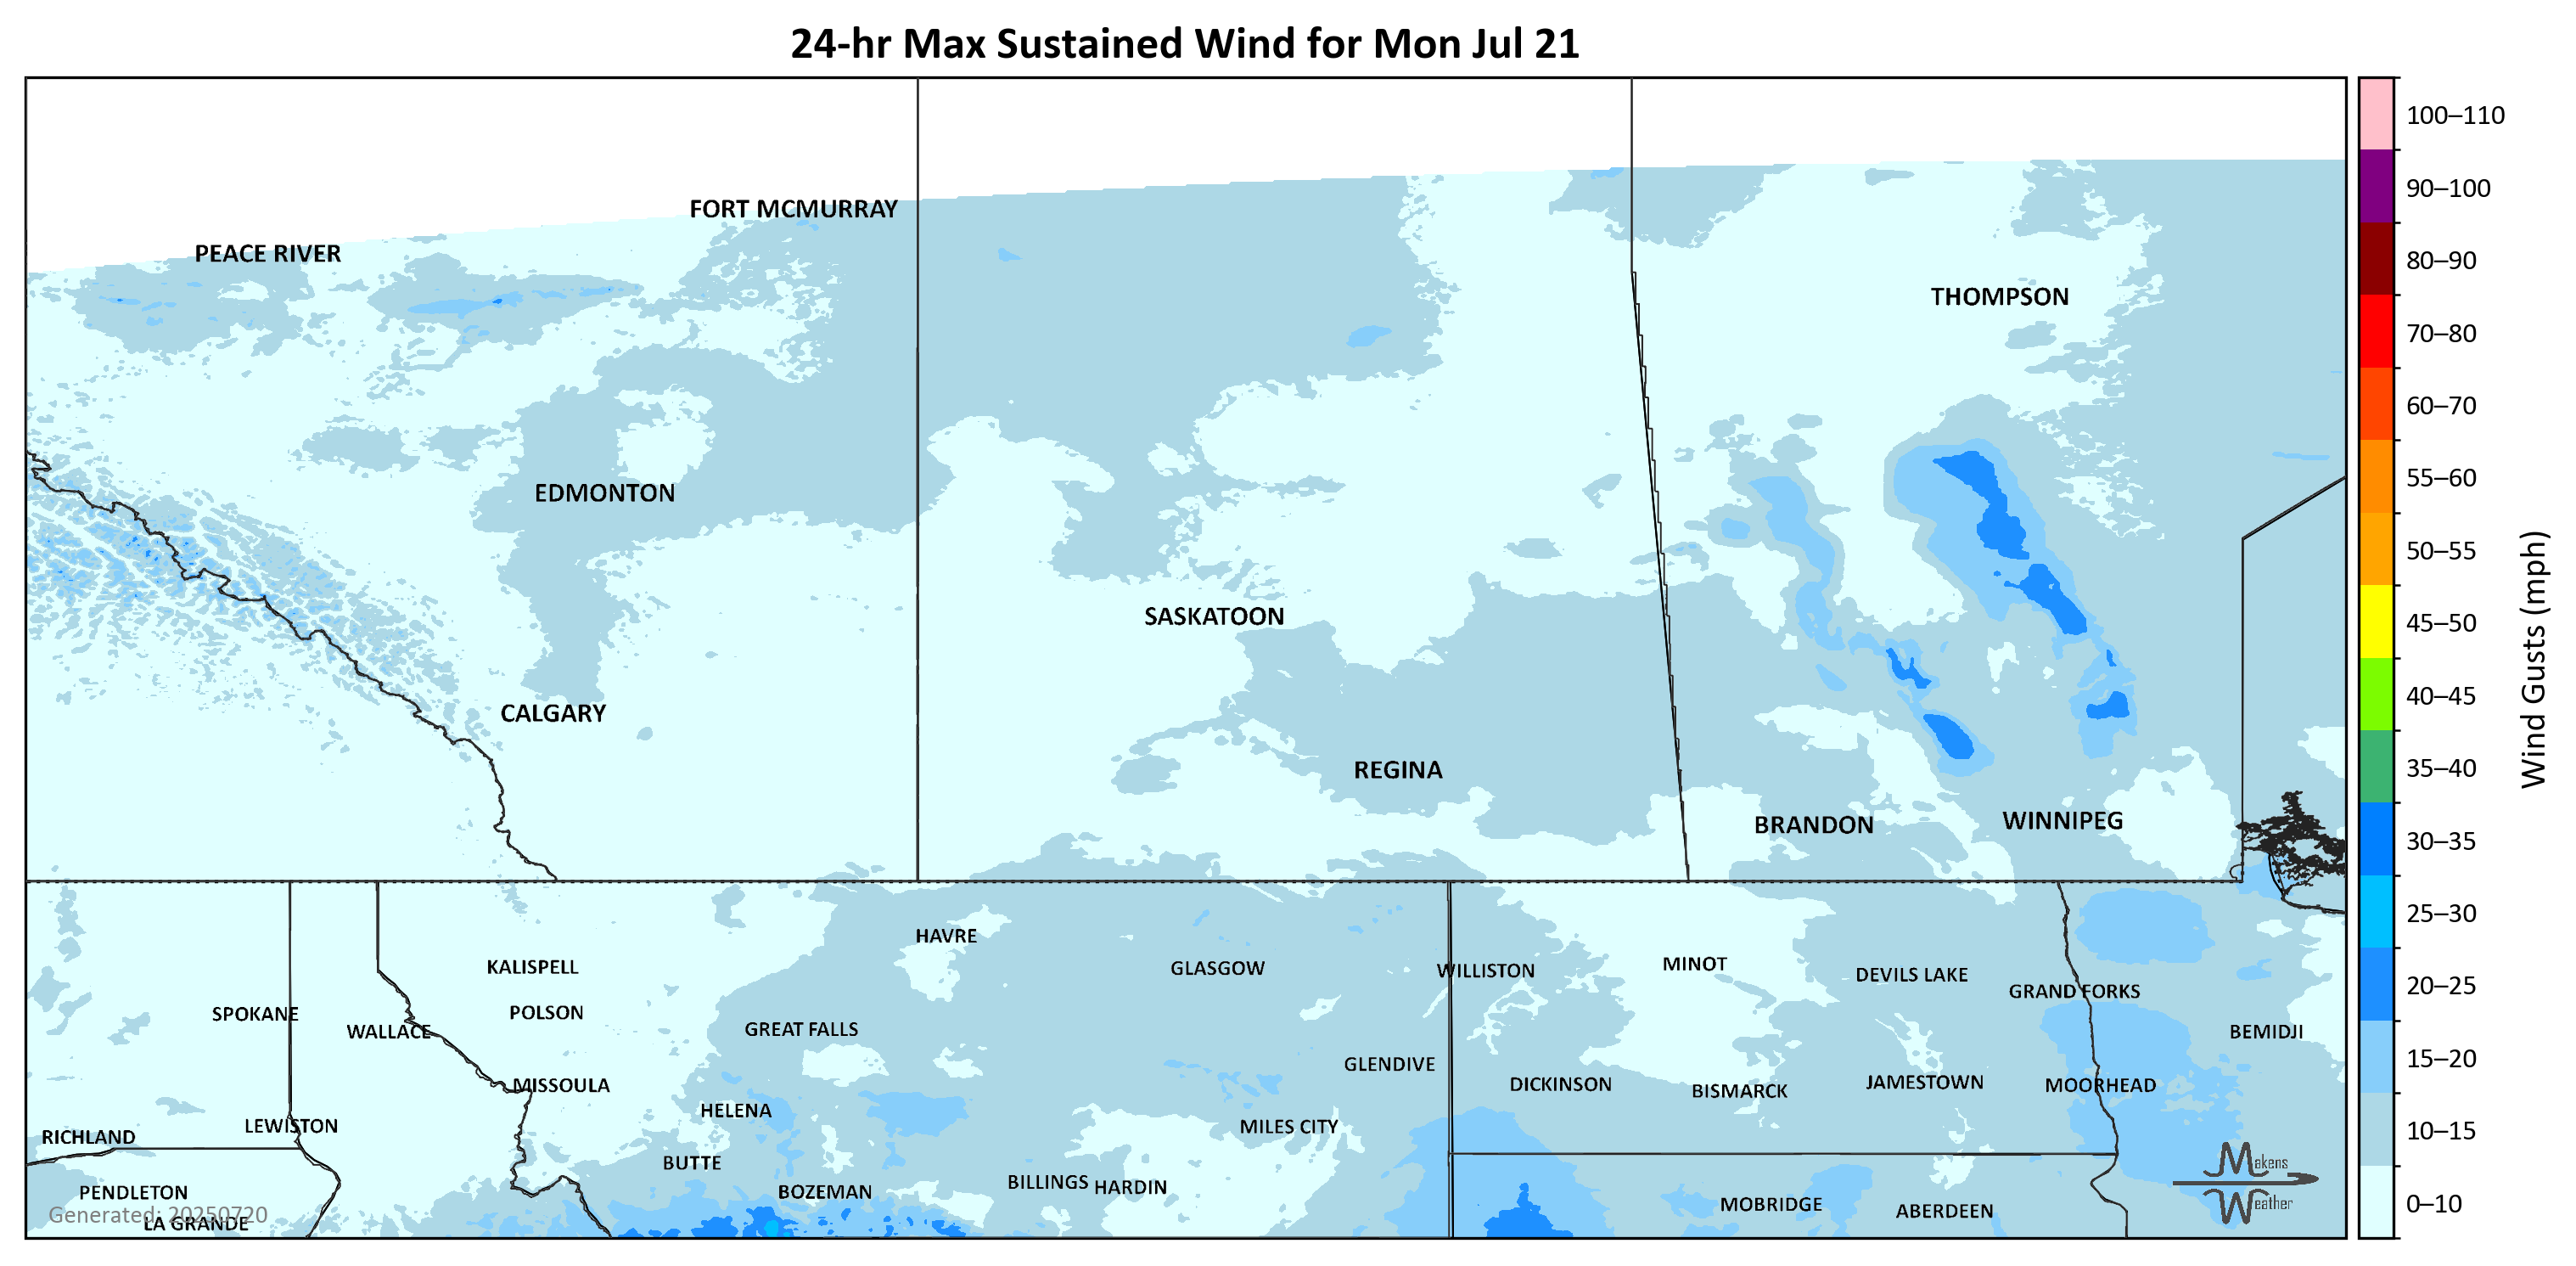 24-hr Max Sustained Wind for Mon Jul 21
100–110
90–100
80–90
70–80
60–70
55–60
50–55
45–50
40–45
35–40
30–35
25–30
20–25
15–20
10–15
0–10
Wind Gusts (mph)
FORT MCMURRAY
PEACE RIVER
THOMPSON
EDMONTON
SASKATOON
CALGARY
REGINA
BRANDON
WINNIPEG
HAVRE
KALISPELL
GLASGOW
WILLISTON
MINOT
DEVILS LAKE
GRAND FORKS
SPOKANE
POLSON
WALLACE
GREAT FALLS
BEMIDJI
GLENDIVE
MISSOULA
DICKINSON
BISMARCK
JAMESTOWN
MOORHEAD
HELENA
LEWISTON
MILES CITY
RICHLAND
BUTTE
BILLINGS
HARDIN
PENDLETON
BOZEMAN
MOBRIDGE
ABERDEEN
LA GRANDE
Generated: 20250720
Makens
Weather